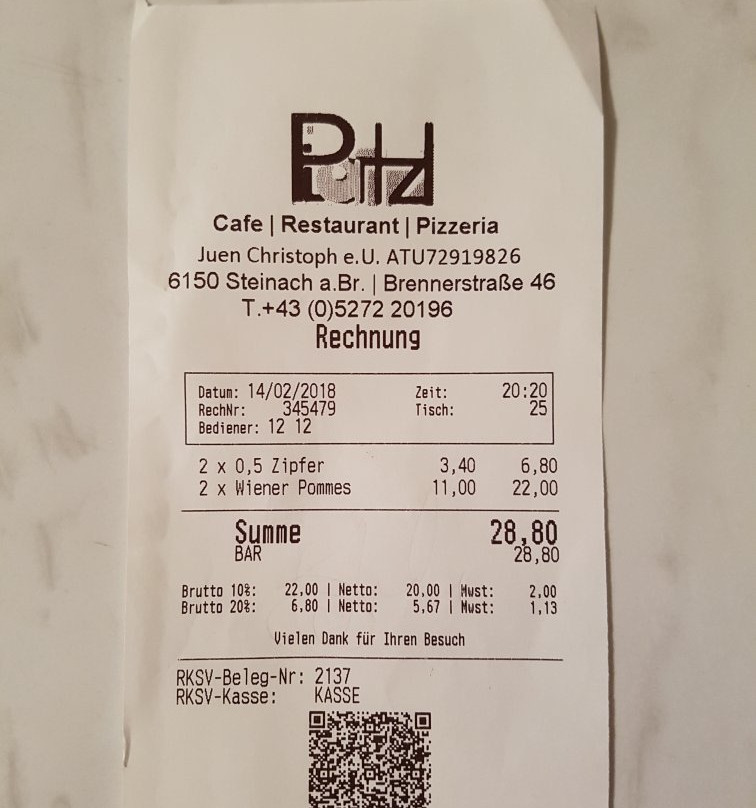 Cafe | Restaurant | Pizzeria
Juen Christoph e.U. ATU72919826
6150 Steinach a.Br. | Brennerstraße 46
T.+43 (0)5272 20196
Rechnung
Datum: 14/02/2018 Zeit: 20:20
RechNr: 345479 Tisch: 25
Bediener: 12 12
2 x 0,5 Zipfer 3,40 6,80
2 x Wiener Pommes 11,00 22,00
Summe 28,80
BAR 28,80
Brutto 10%: 22,00 | Netto: 20,00 | Mwst: 2,00
Brutto 20%: 6,80 | Netto: 5,67 | Mwst: 1,13
Vielen Dank für Ihren Besuch
RKSV-Beleg-Nr: 2137
RKSV-Kasse: KASSE